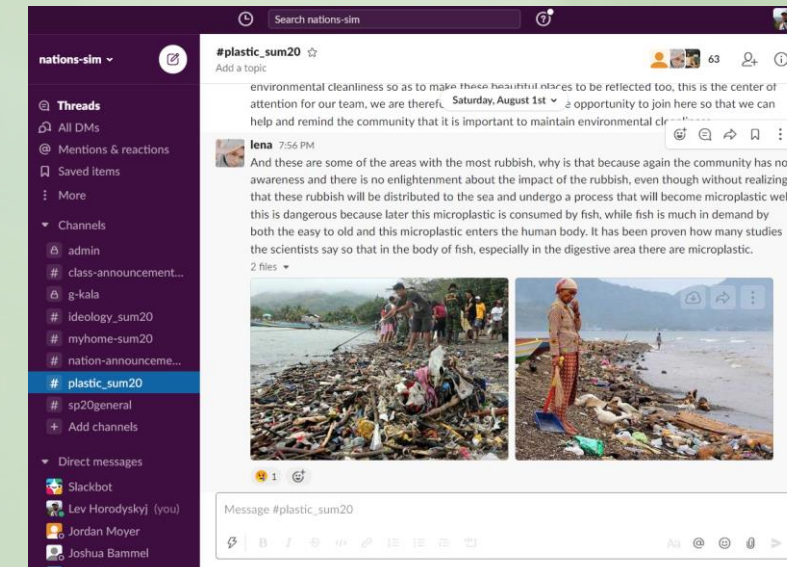 Search nations-sim
nations-sim
Threads
All DMs
Mentions & reactions
Saved items
More
Channels
admin
class-announcement...
g-kala
ideology_sum20
myhome-sum20
nation-announceme...
plastic_sum20
sp20general
Add channels
Direct messages
Slackbot
Lev Horodyskyj (you)
Jordan Moyer
Joshua Bammel
#plastic_sum20
Add a topic
63
environmental cleanliness so as to make these beautiful places to be reflected too, this is the center of
attention for our team, we are theref
Saturday, August 1st
e opportunity to join here so that we can
help and remind the community that it is important to maintain environmental
lena 7:56 PM
And these are some of the areas with the most rubbish, why is that because again the community has no
awareness and there is no enlightenment about the impact of the rubbish, even though without realizing
that these rubbish will be distributed to the sea and undergo a process that will become microplastic wel
this is dangerous because later this microplastic is consumed by fish, while fish is much in demand by
both the easy to old and this microplastic enters the human body. It has been proven how many studies
the scientists say so that in the body of fish, especially in the digestive area there are microplastic.
2 files
1
Message #plastic_sum20